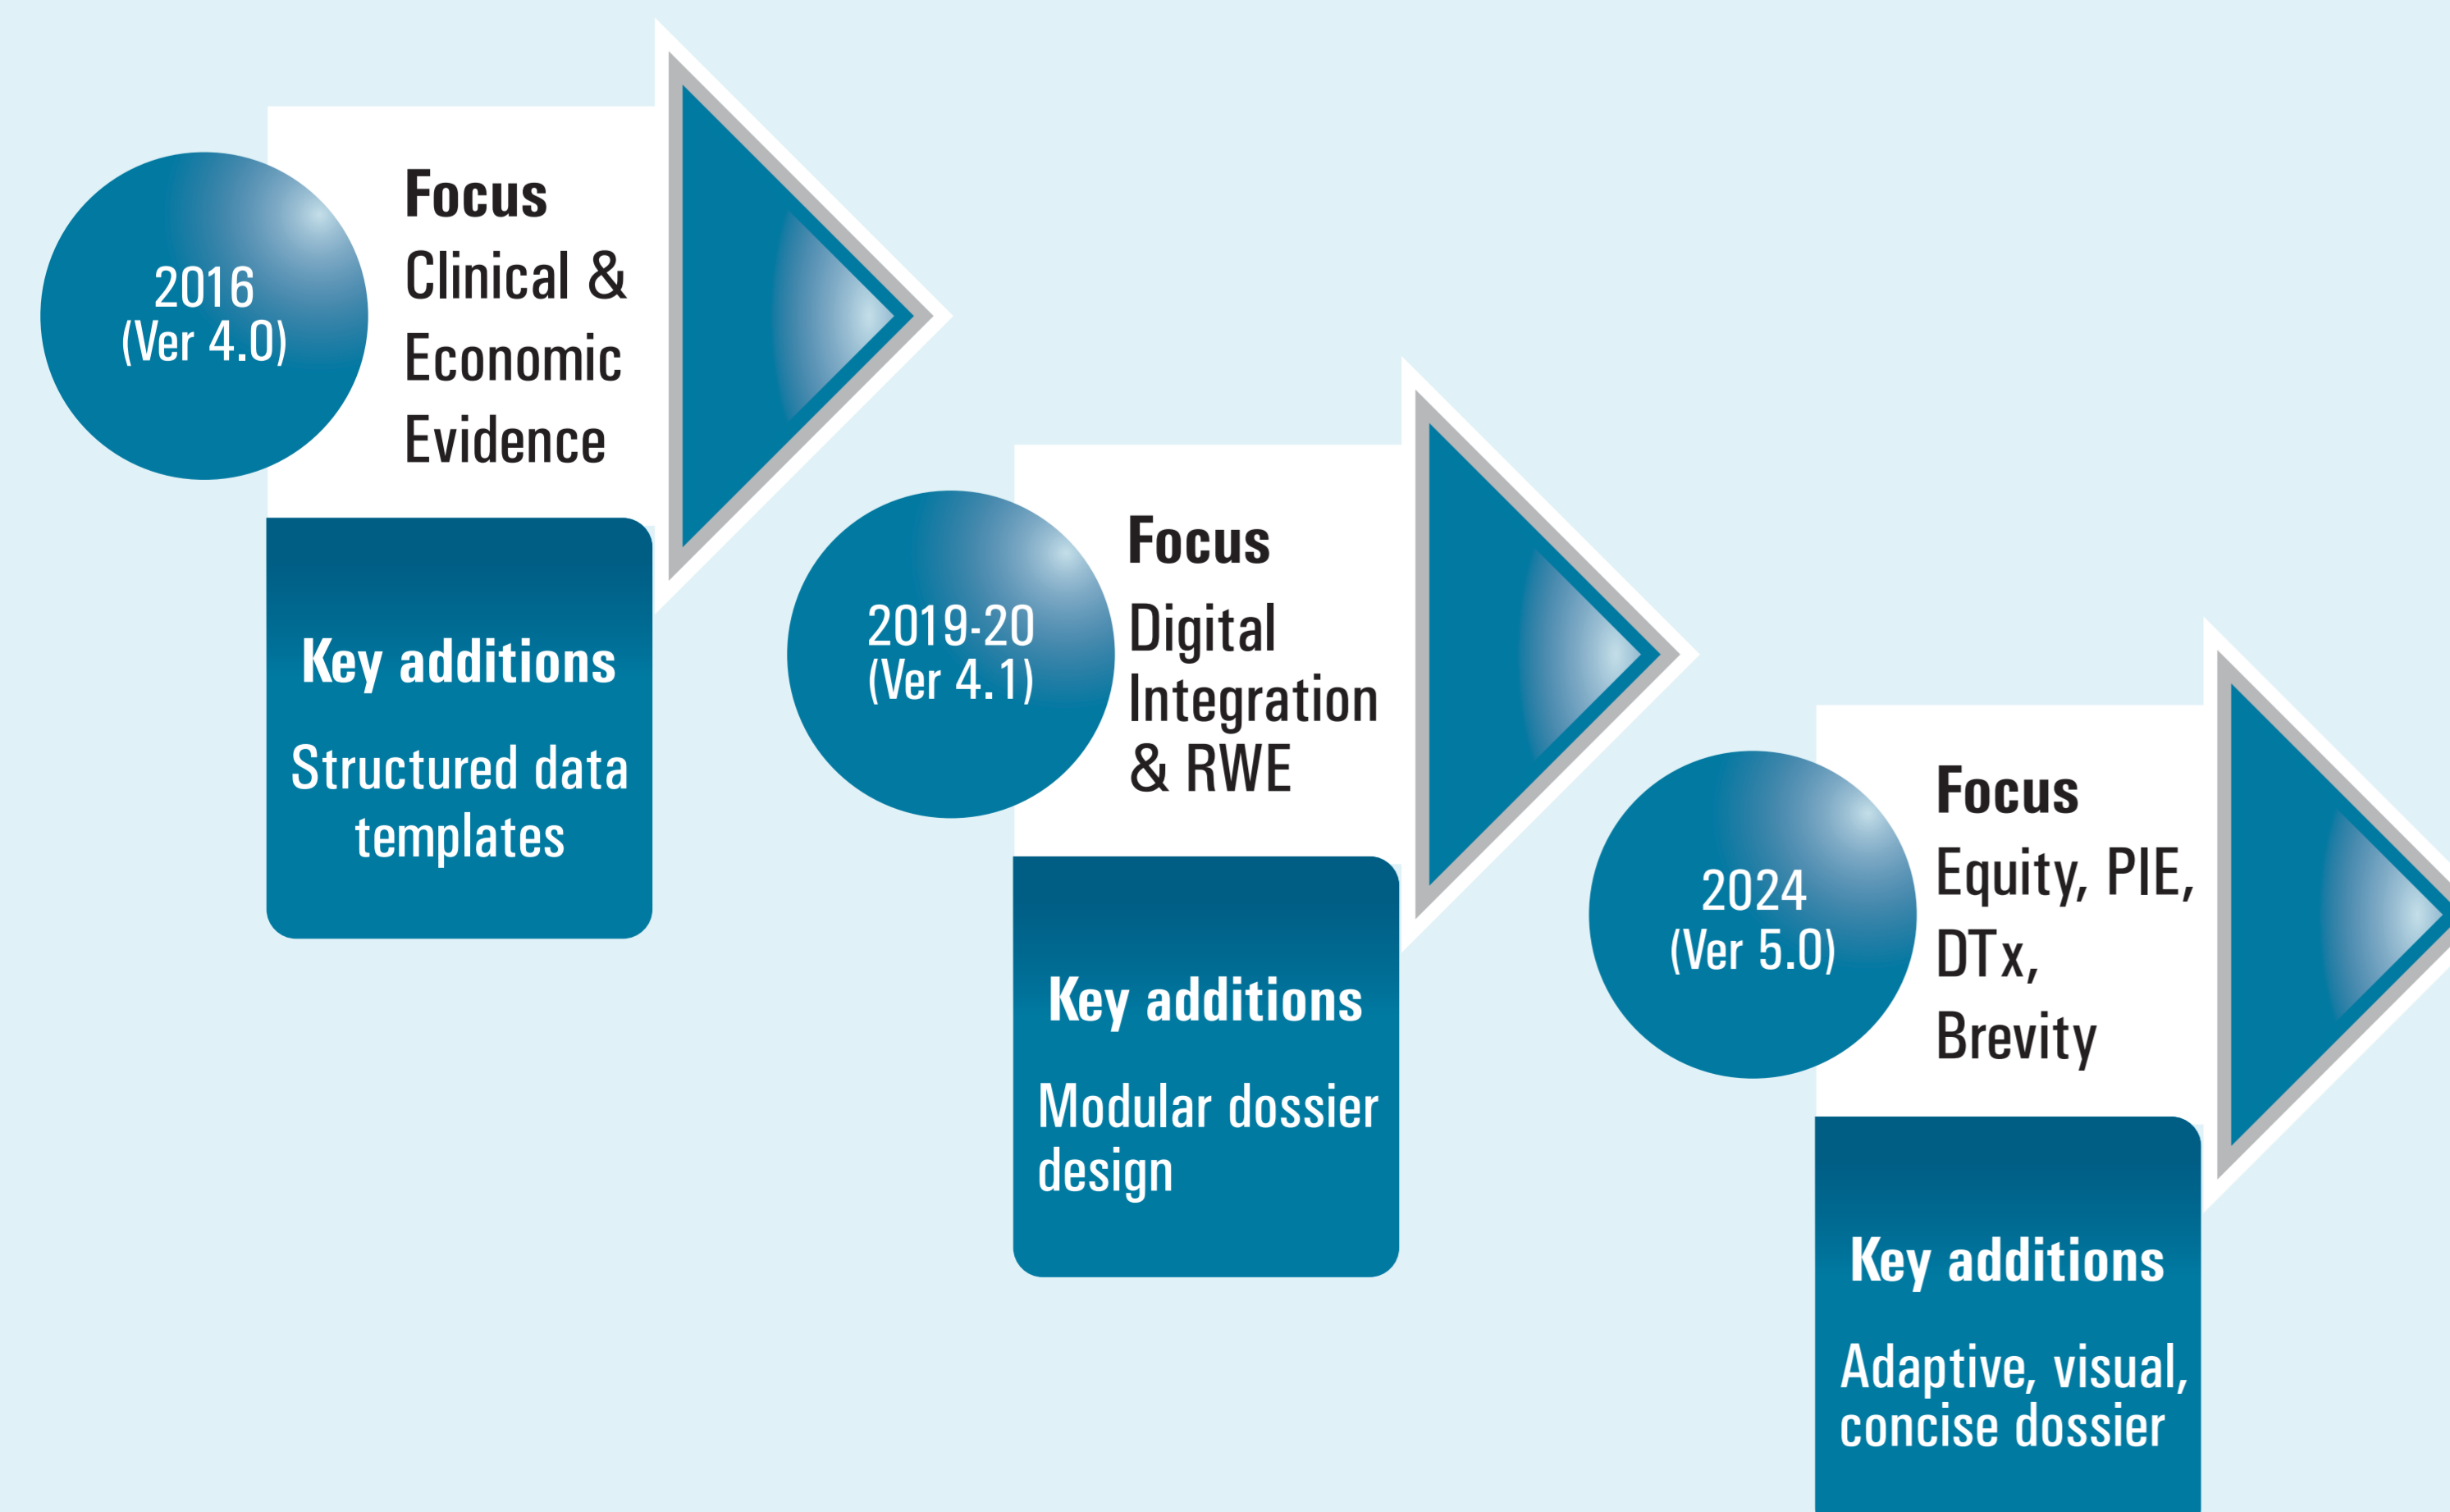 2016
(Ver 4.0)
Focus
Clinical &
Economic
Evidence
Key additions
Structured data
templates
2019-20
(Ver 4.1)
Focus
Digital
Integration
& RWE
Key additions
Modular dossier
design
2024
(Ver 5.0)
Focus
Equity, PIE,
DTx,
Brevity
Key additions
Adaptive, visual,
concise dossier